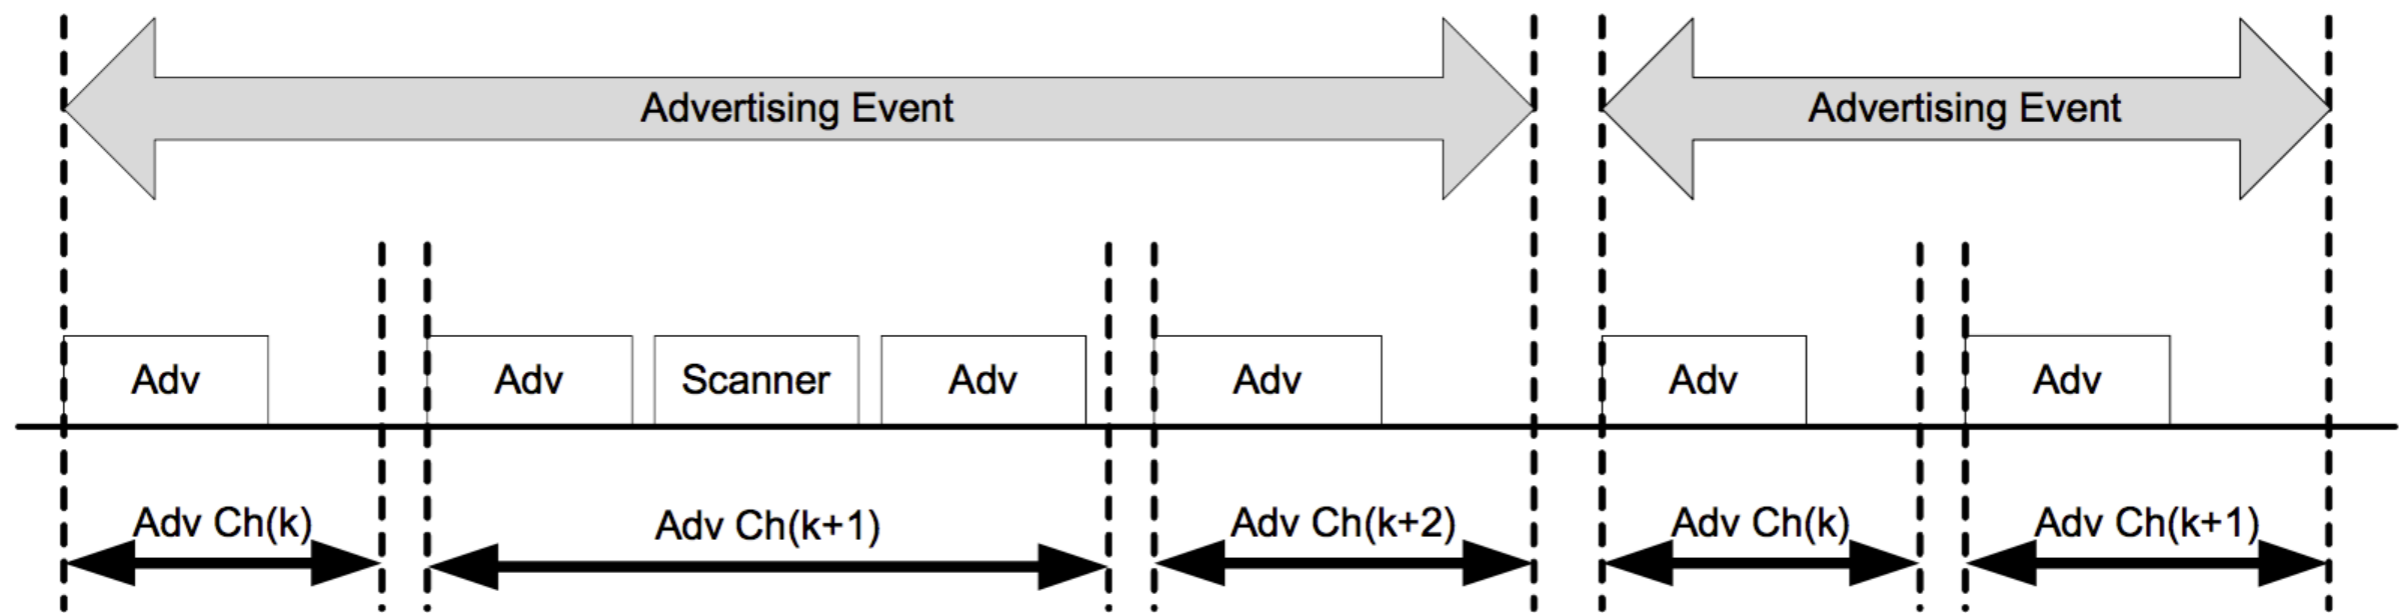 Advertising Event
Advertising Event
Adv
Adv
Scanner
Adv
Adv
Adv
Adv
Adv Ch(k)
Adv Ch(k+1)
Adv Ch(k+2)
Adv Ch(k)
Adv Ch(k+1)